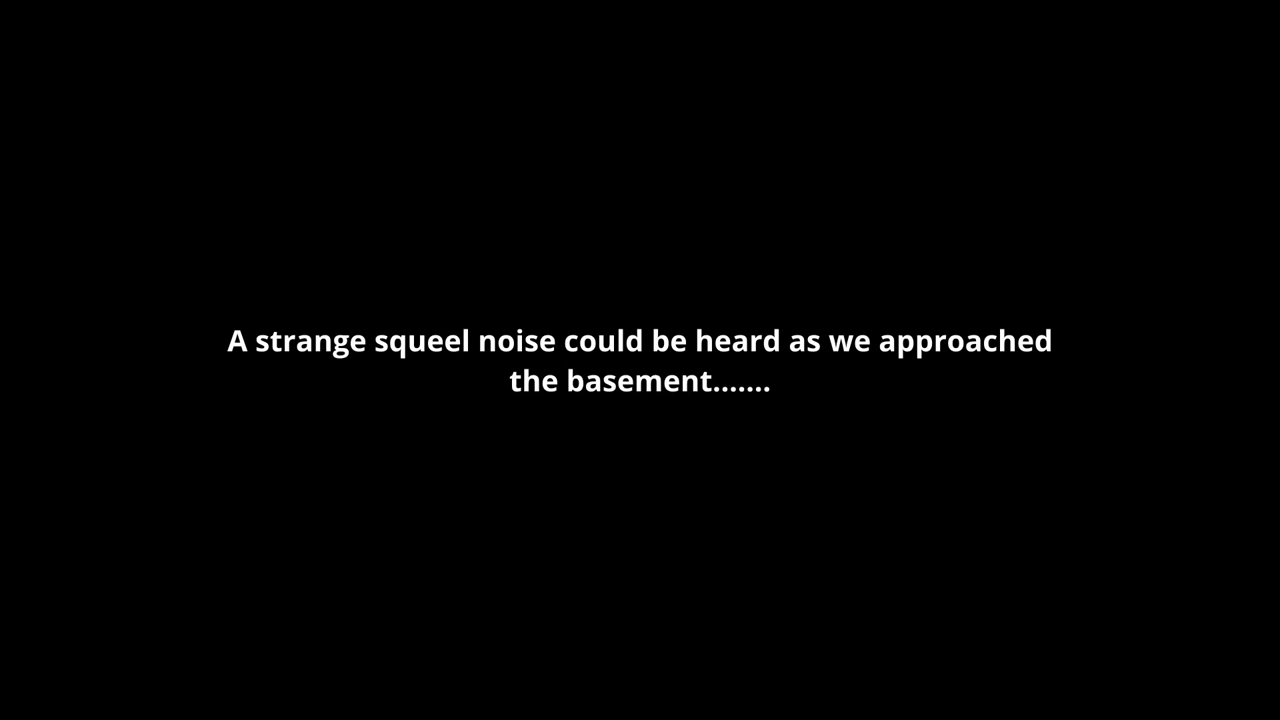 A strange squeel noise could be heard as we approached
the basement.......